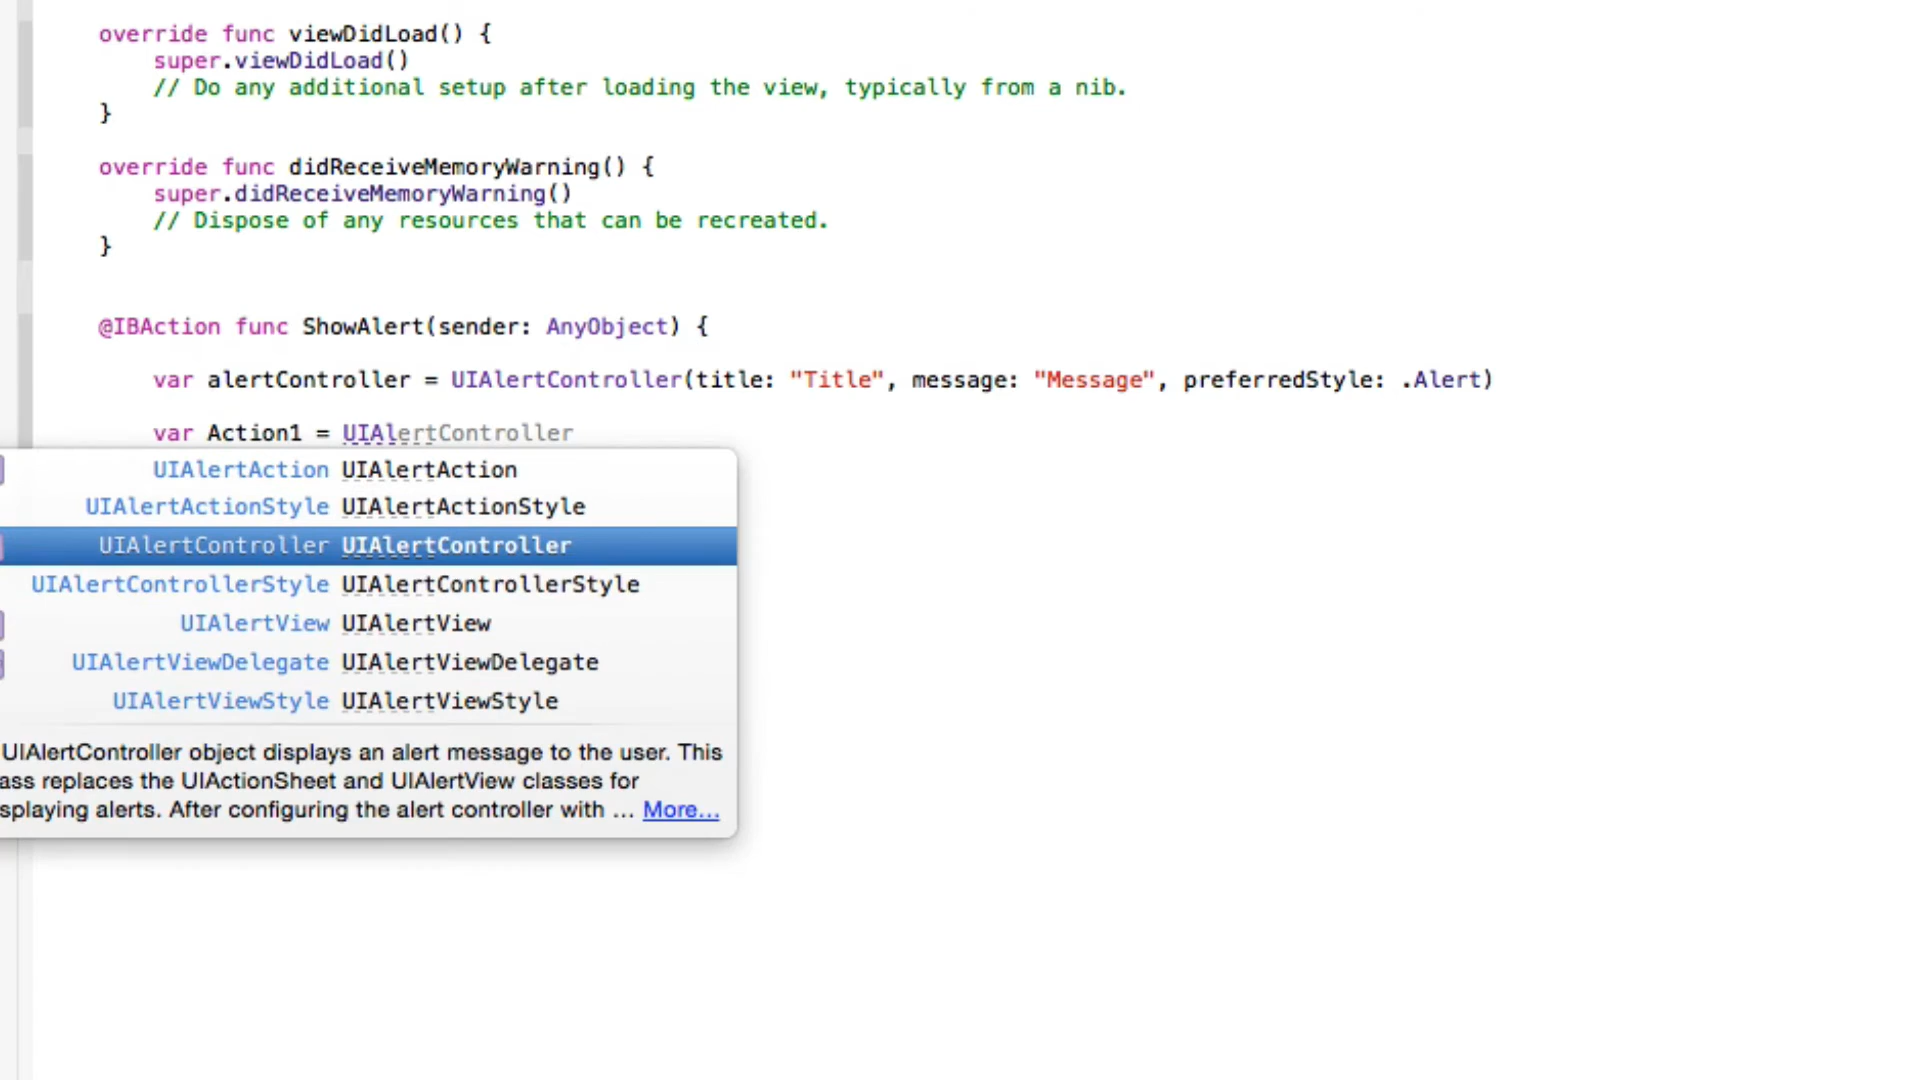 override func viewDidLoad() {
super.viewDidLoad()
// Do any additional setup after loading the view, typically from a nib.
}
override func didReceiveMemoryWarning() {
super.didReceiveMemoryWarning()
// Dispose of any resources that can be recreated.
}
@IBAction func ShowAlert(sender: AnyObject) {
var alertController = UIAlertController(title: "Title", message: "Message", preferredStyle: .Alert)
var Action1 = UIAlertController
UIAlertAction UIAlertAction
UIAlertActionStyle UIAlertActionStyle
UIAlertController UIAlertController
UIAlertControllerStyle UIAlertControllerStyle
UIAlertView UIAlertView
UIAlertViewDelegate UIAlertViewDelegate
UIAlertViewStyle UIAlertViewStyle
UIAlertController object displays an alert message to the user. This
ass replaces the UIActionSheet and UIAlertView classes for
splaying alerts. After configuring the alert controller with ... More...